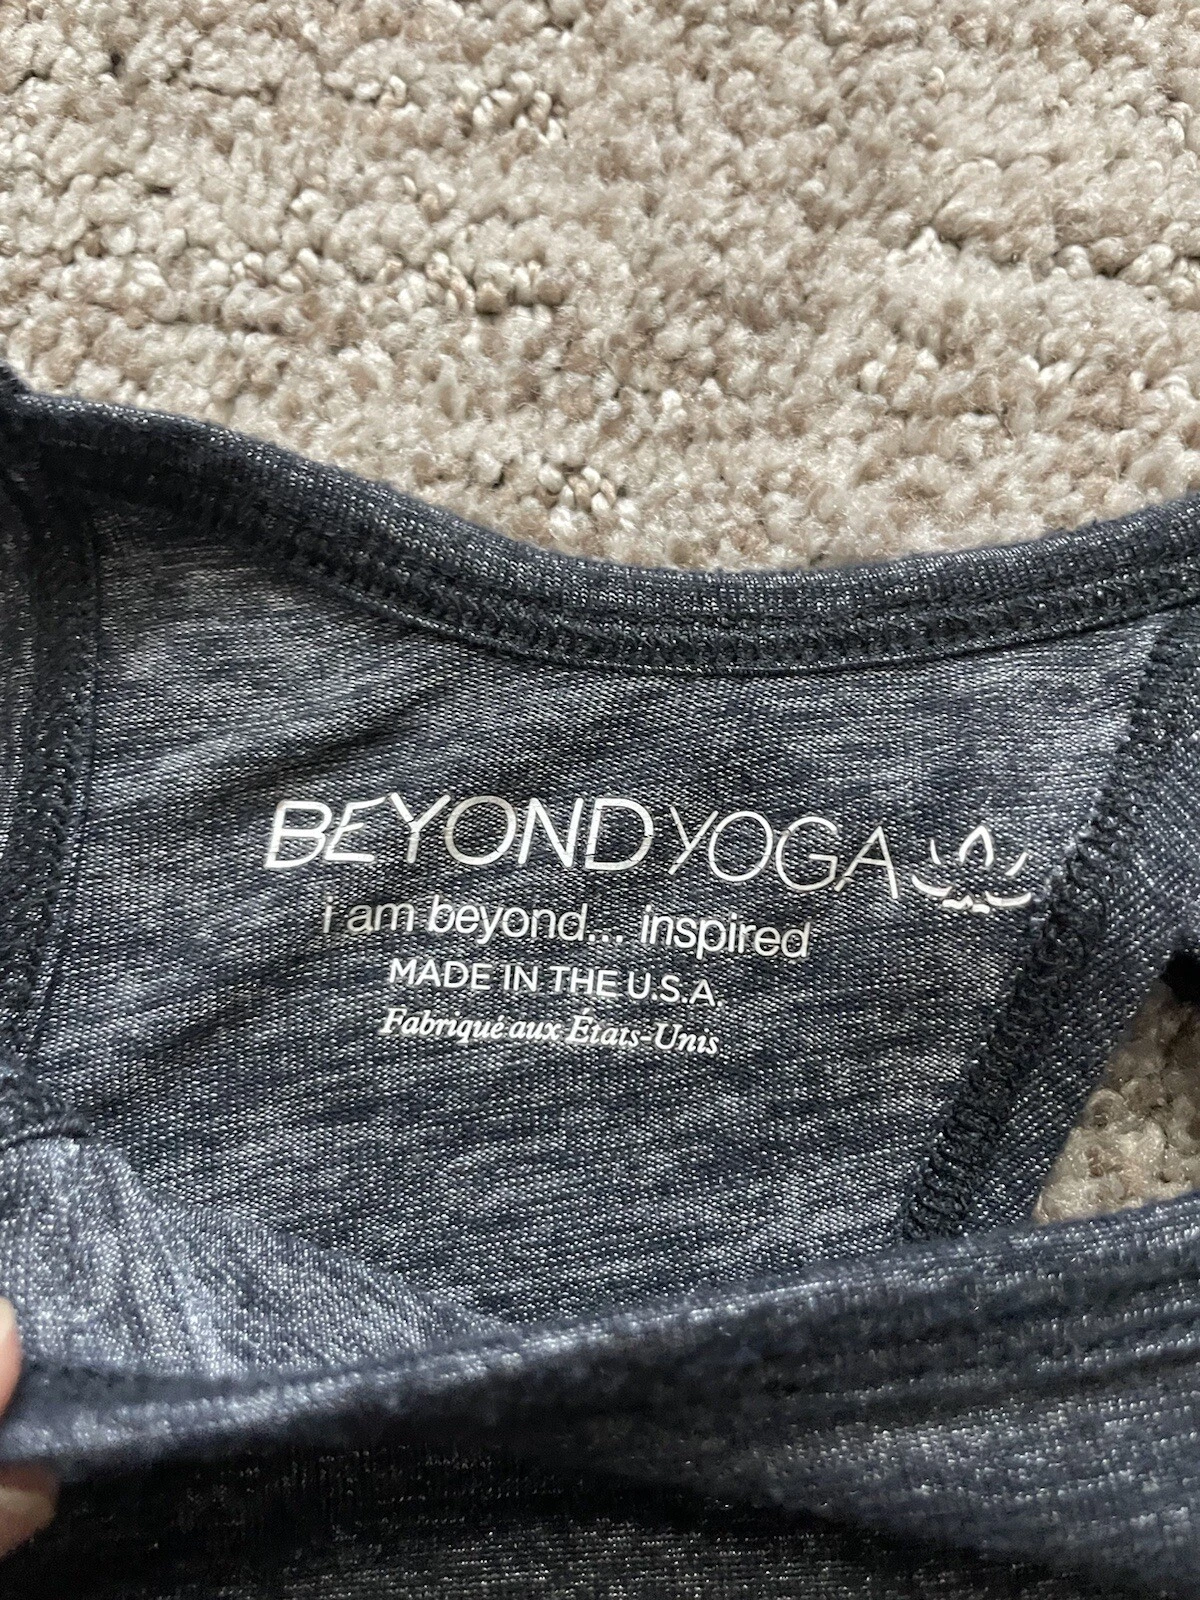 BEYOND YOGA
i am beyond... inspired
MADE IN THE U.S.A.
Fabriqué aux États-Unis